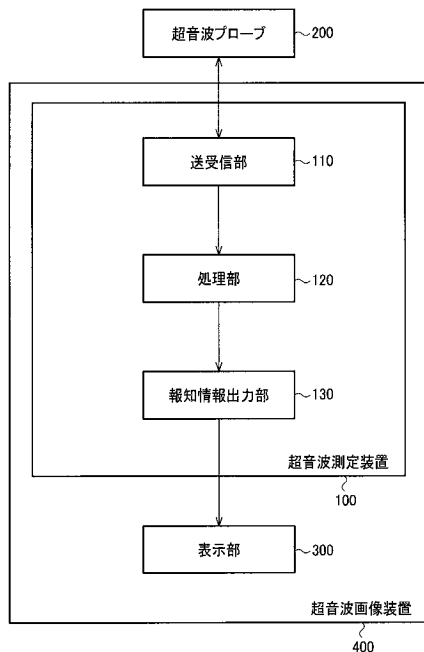 超音波プローブ
200
送受信部
110
処理部
120
報知情報出力部
130
超音波測定装置
100
表示部
300
超音波画像装置
400